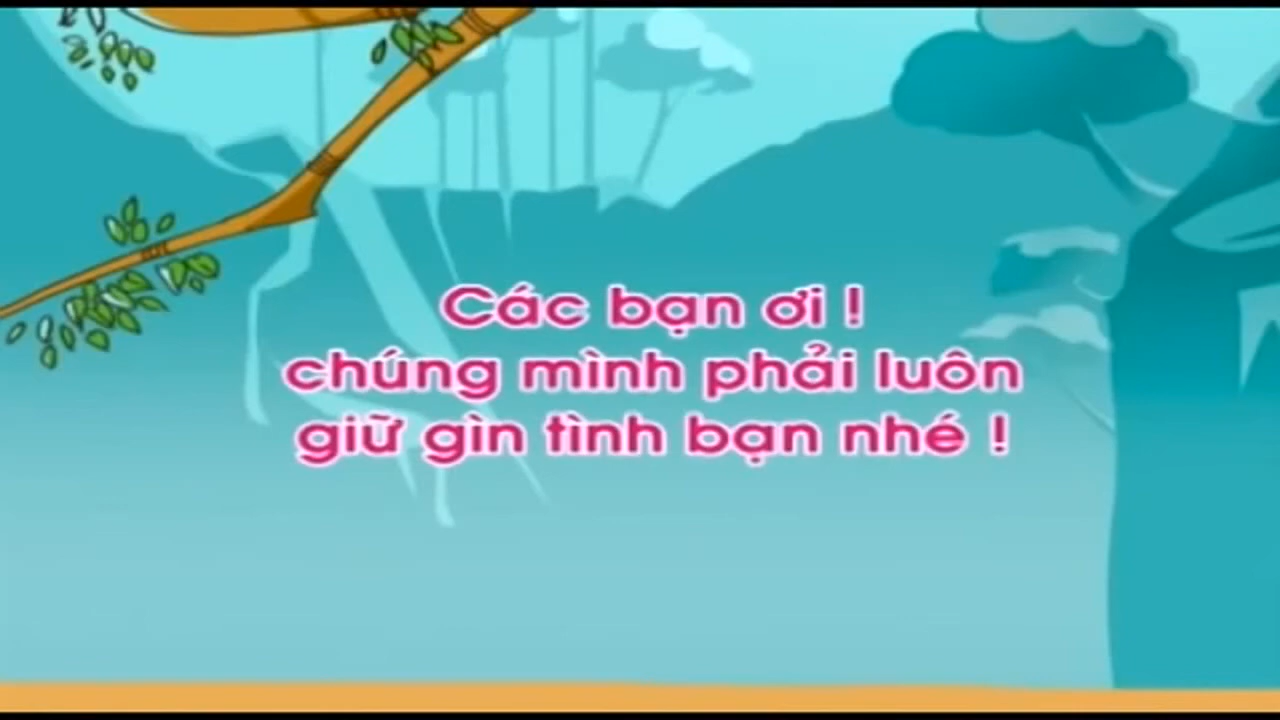 Các bạn ơi !
chúng mình phải luôn
giữ gìn tình bạn nhé !